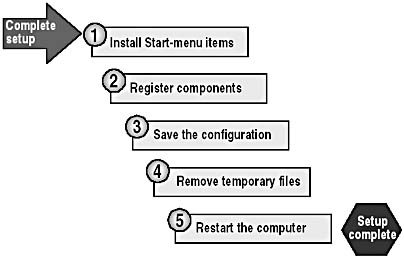 Complete
setup
1 Install Start-menu items
2 Register components
3 Save the configuration
4 Remove temporary files
5 Restart the computer
Setup
complete